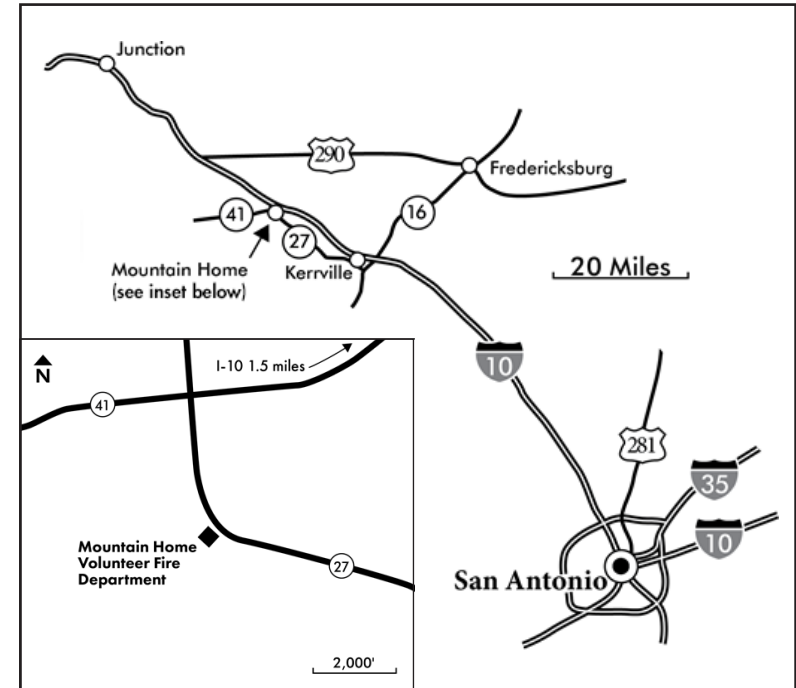 Junction
290
Fredericksburg
41
16
27
Mountain Home
(see inset below)
Kerrville
20 Miles
10
281
35
10
San Antonio
N
I-10 1.5 miles
41
Mountain Home
Volunteer Fire
Department
27
2,000'